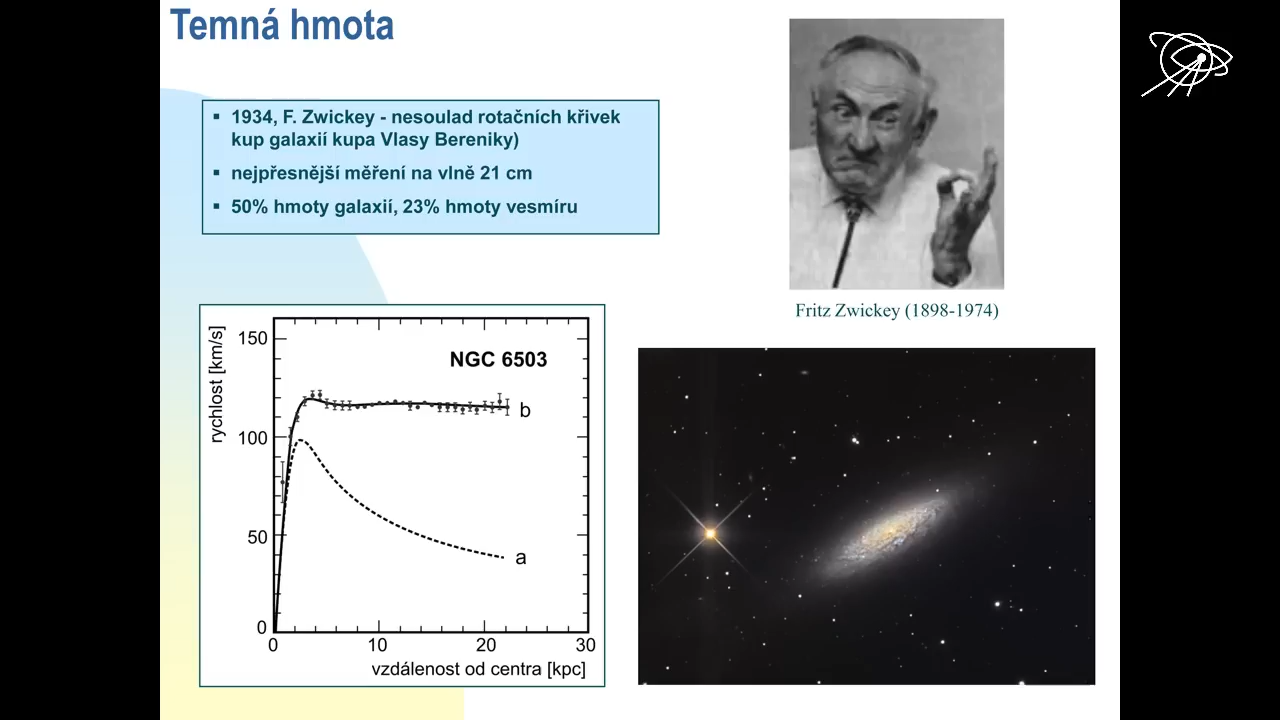 Temná hmota
▪ 1934, F. Zwickey - nesoulad rotačních křivek
kup galaxií kupa Vlasy Bereniky)
▪ nejpřesnější měření na vlně 21 cm
▪ 50% hmoty galaxií, 23% hmoty vesmíru
Fritz Zwickey (1898-1974)
rychlost [km/s]
150
100
50
0
NGC 6503
b
a
0 10 20 30
vzdálenost od centra [kpc]